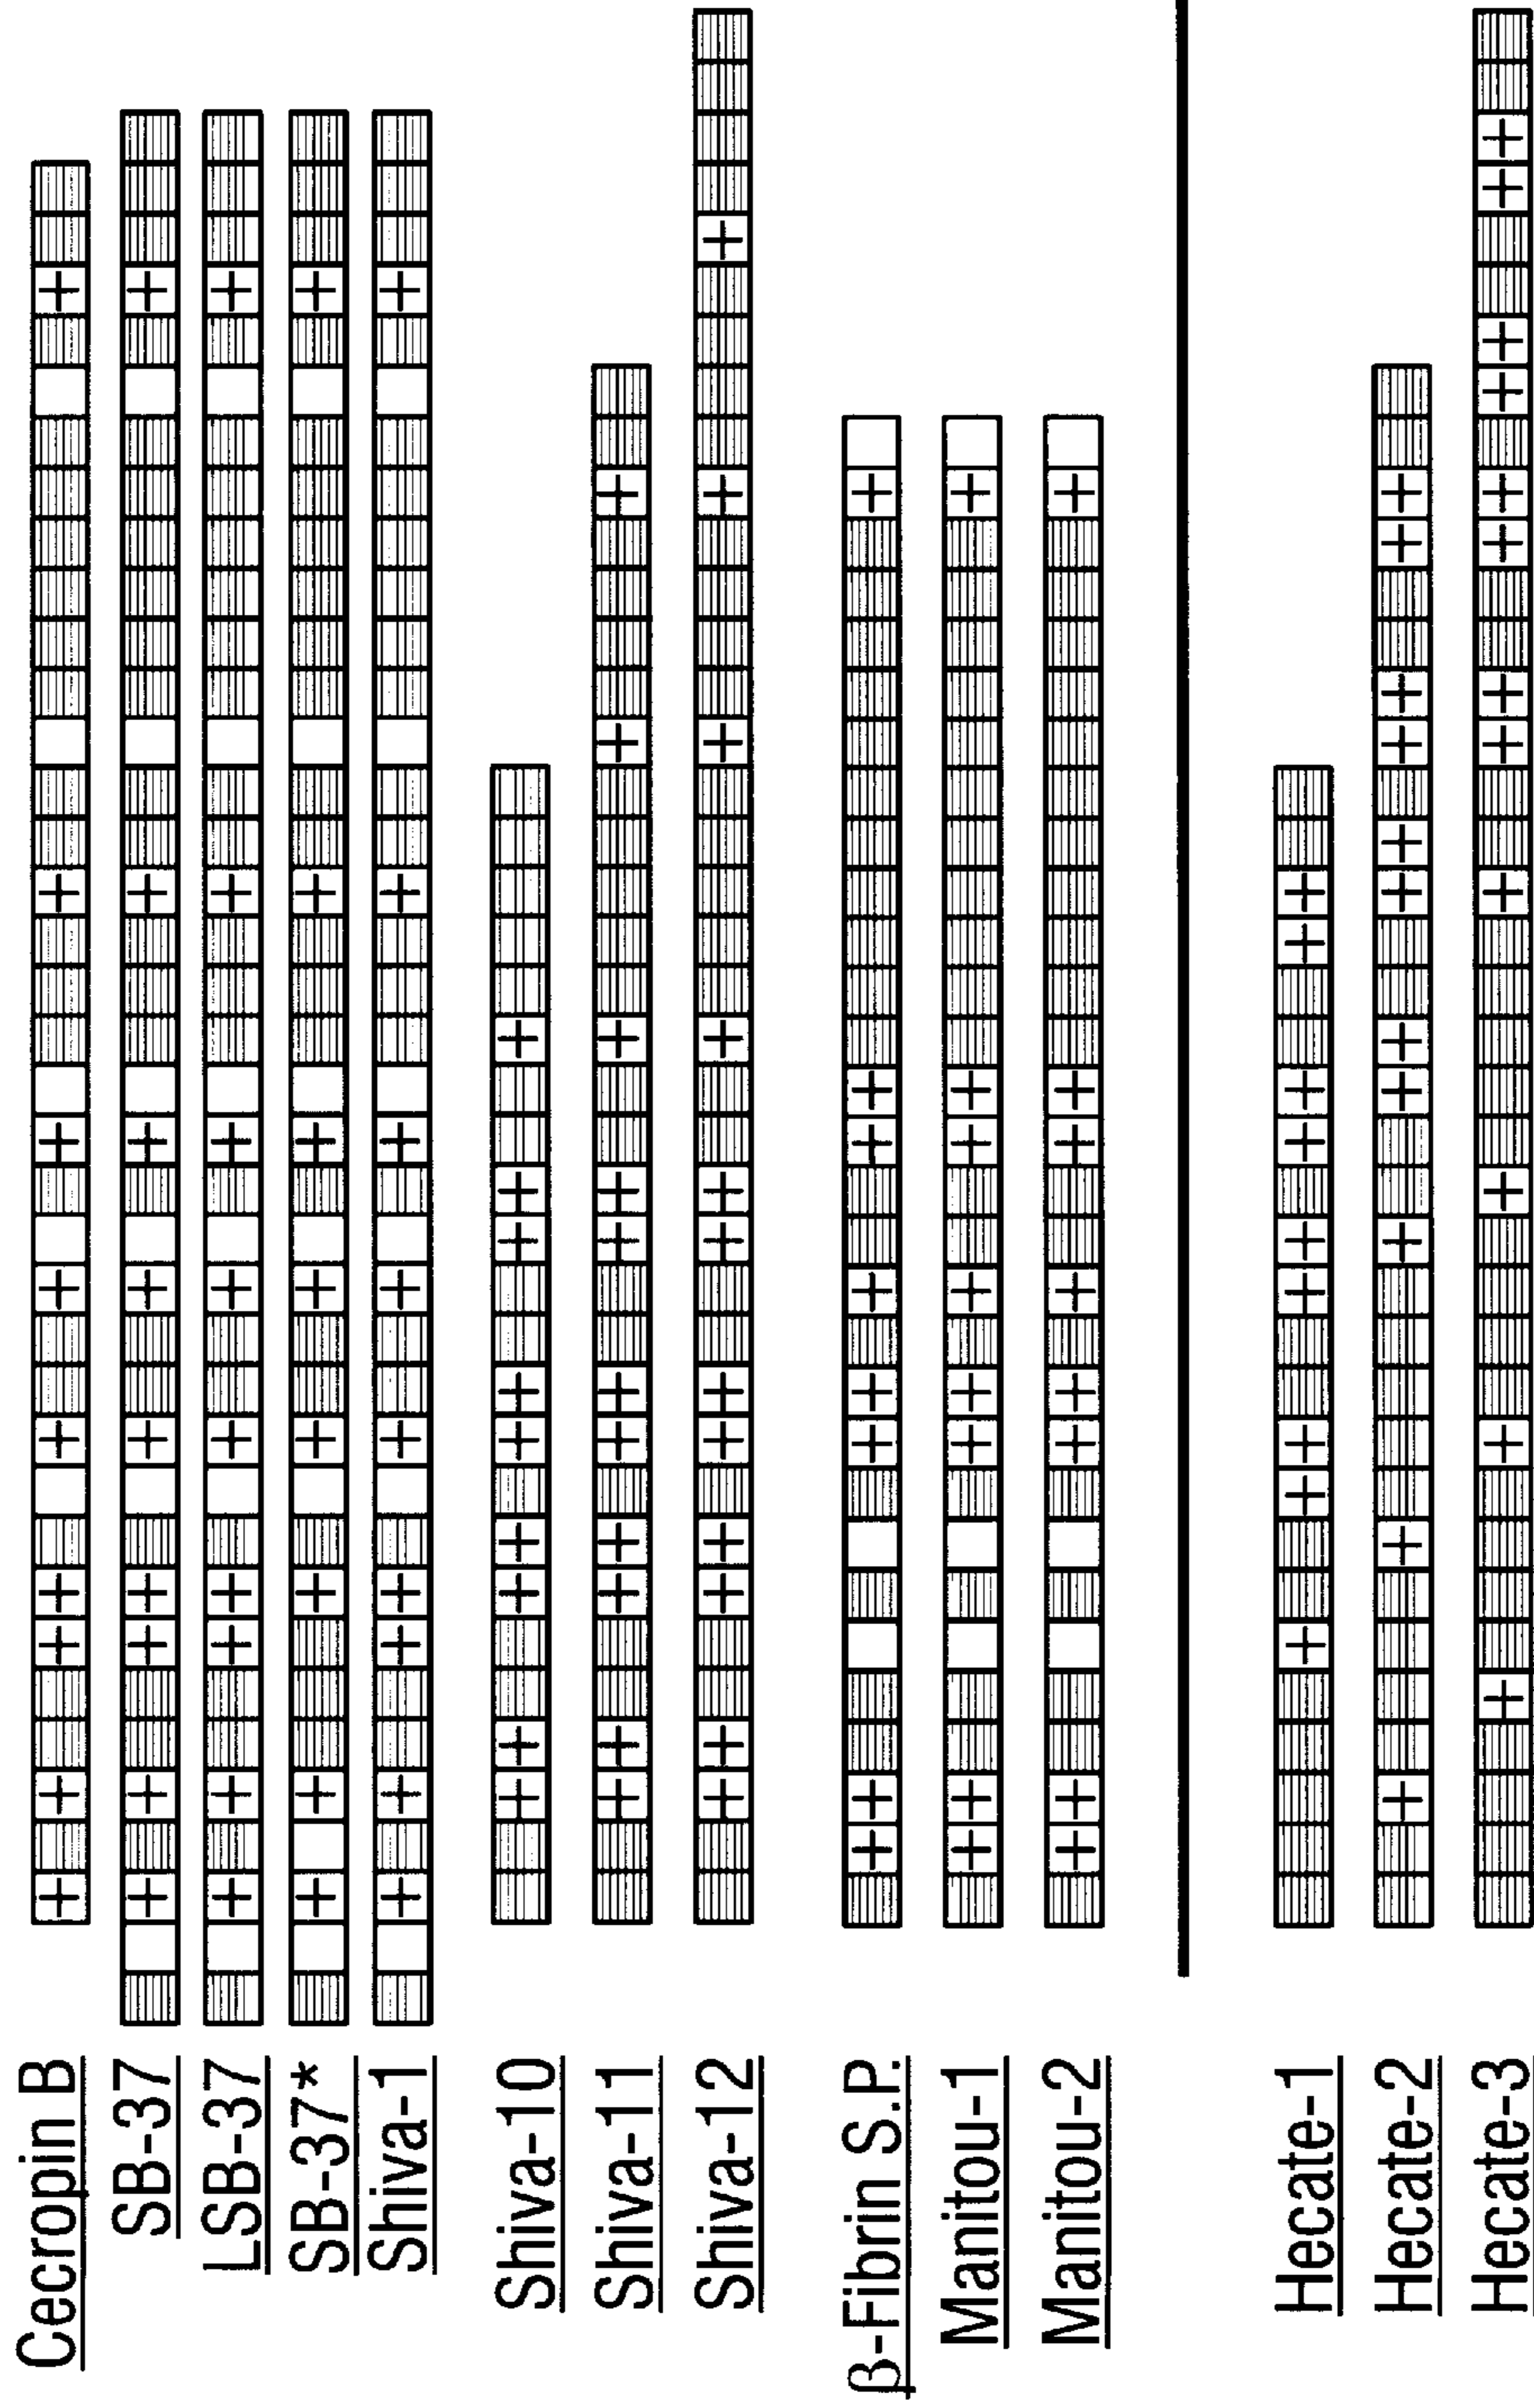 Cecropin B
SB-37
LSB-37
SB-37*
Shiva-1
Shiva-10
Shiva-11
Shiva-12
β-Fibrin S.P.
Manitou-1
Manitou-2
Hecate-1
Hecate-2
Hecate-3